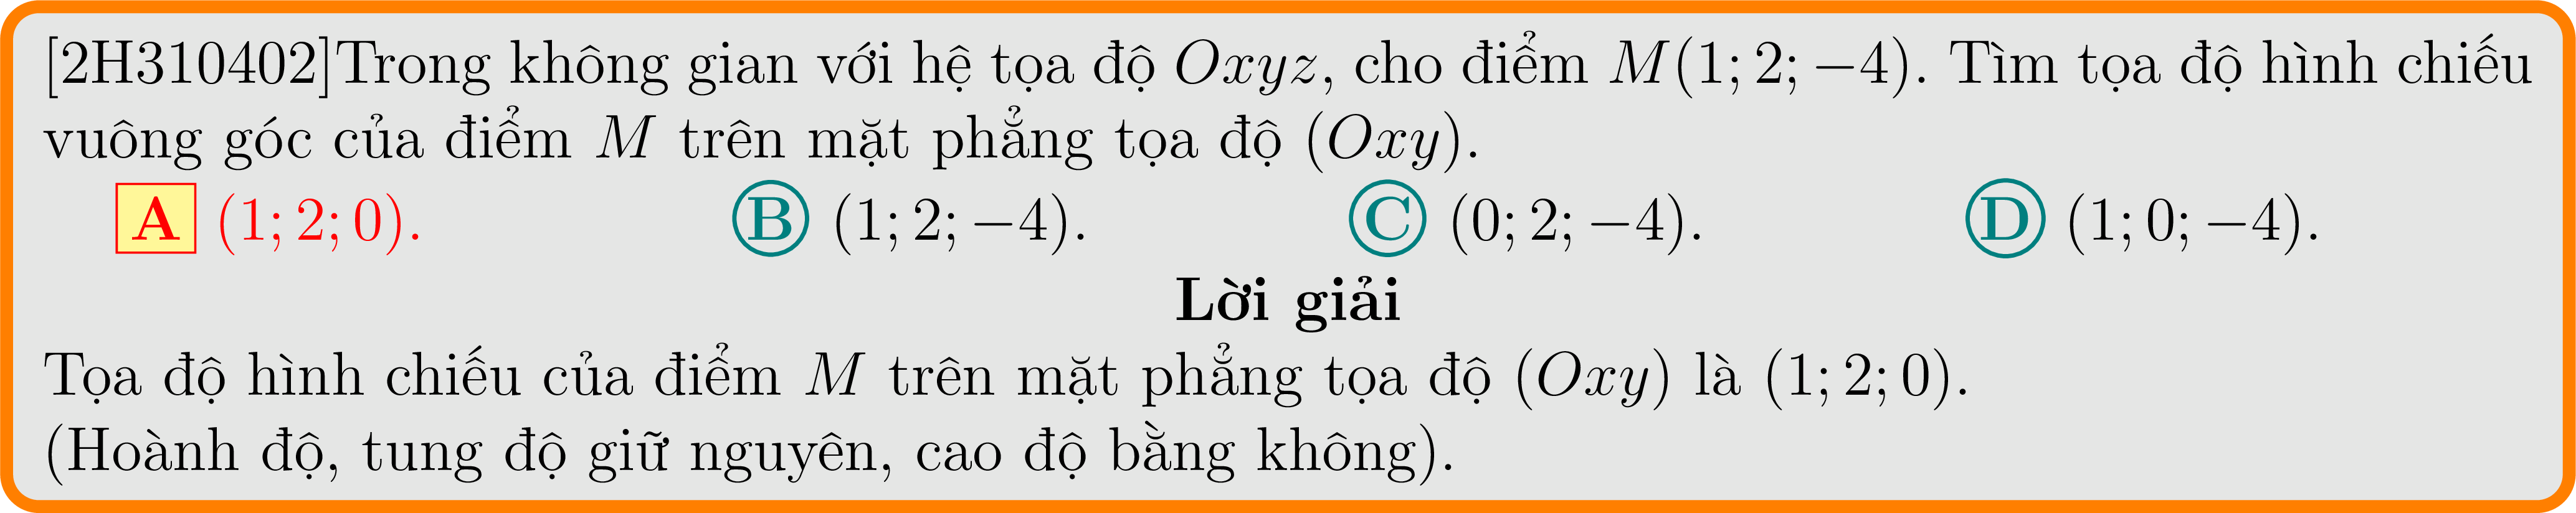 [2H310402]Trong không gian với hệ tọa độ Oxyz, cho điểm M(1; 2; −4). Tìm tọa độ hình chiếu
vuông góc của điểm M trên mặt phẳng tọa độ (Oxy).
A (1; 2; 0). B (1; 2; −4). C (0; 2; −4). D (1; 0; −4).
Lời giải
Tọa độ hình chiếu của điểm M trên mặt phẳng tọa độ (Oxy) là (1; 2; 0).
(Hoành độ, tung độ giữ nguyên, cao độ bằng không).